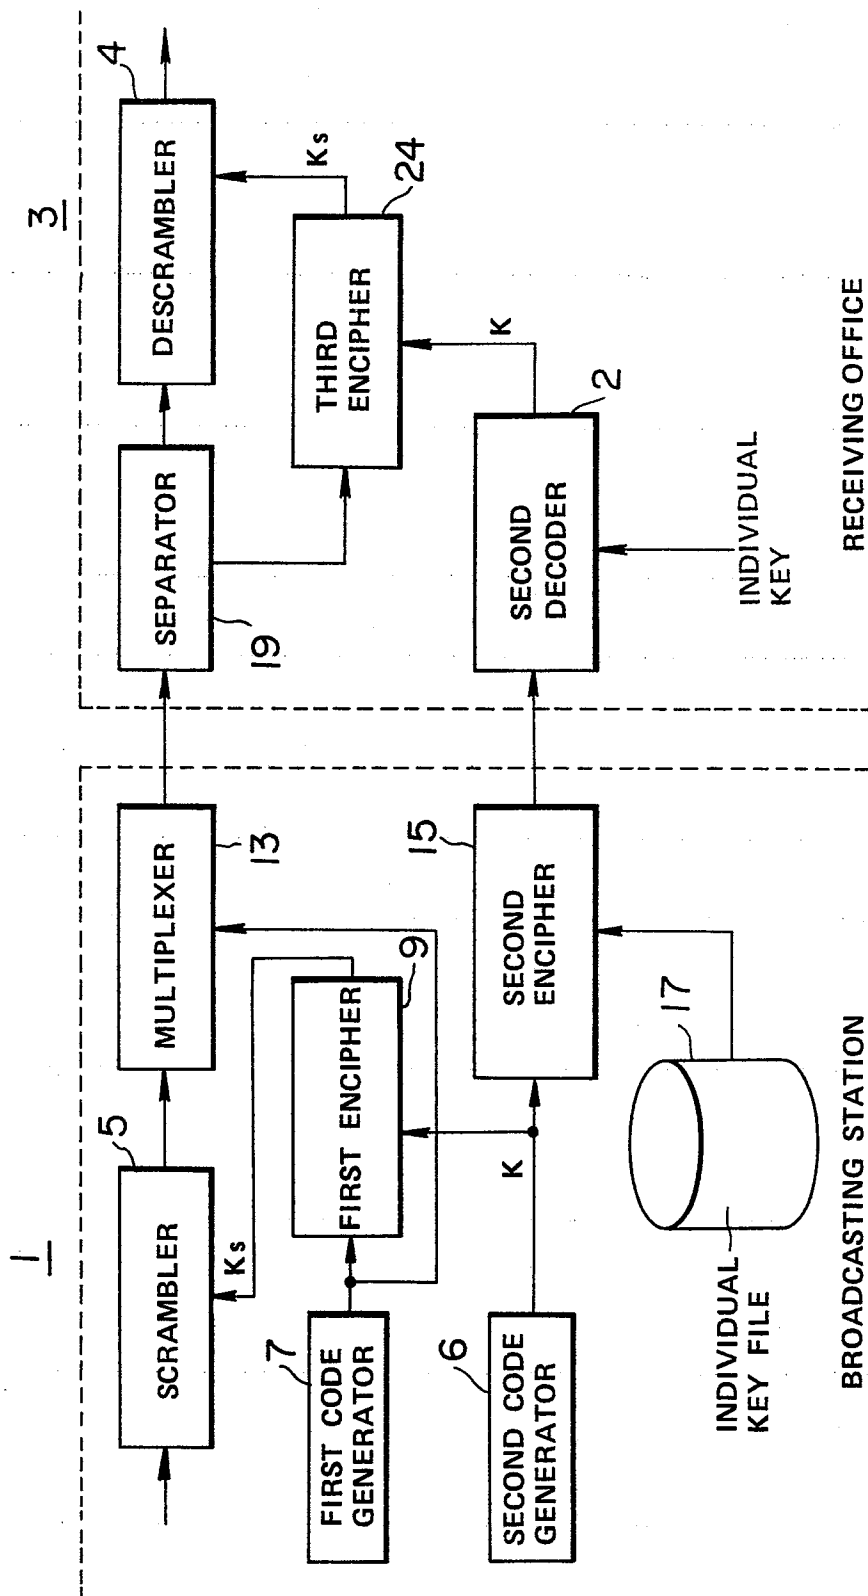 1
3
SCRAMBLER
5
MULTIPLEXER
13
SEPARATOR
19
DESCRAMBLER
4
Ks
Ks
FIRST CODE
GENERATOR
7
FIRST ENCIPHER
9
THIRD
ENCIPHER
24
K
K
SECOND CODE
GENERATOR
6
SECOND
ENCIPHER
15
SECOND
DECODER
2
INDIVIDUAL
KEY FILE
17
INDIVIDUAL
KEY
BROADCASTING STATION
RECEIVING OFFICE